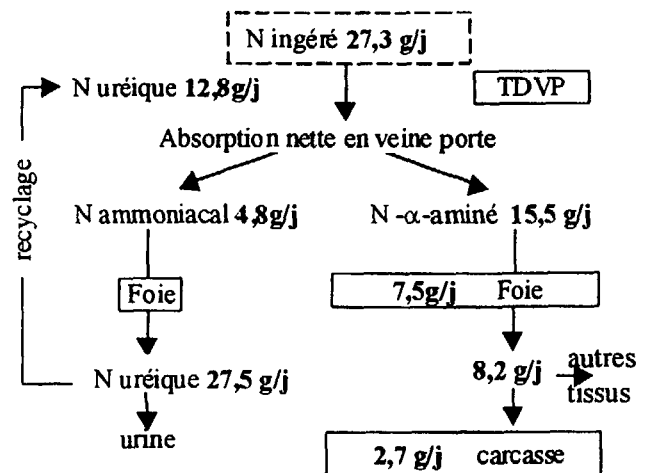 N ingéré 27,3 g/j
N uréique 12,8g/j
TDVP
Absorption nette en veine porte
recyclage
N ammoniacal 4,8g/j
N -α-aminé 15,5 g/j
Foie
7,5g/j Foie
N uréique 27,5 g/j
8,2 g/j
autres
tissus
urine
2,7 g/j carcasse